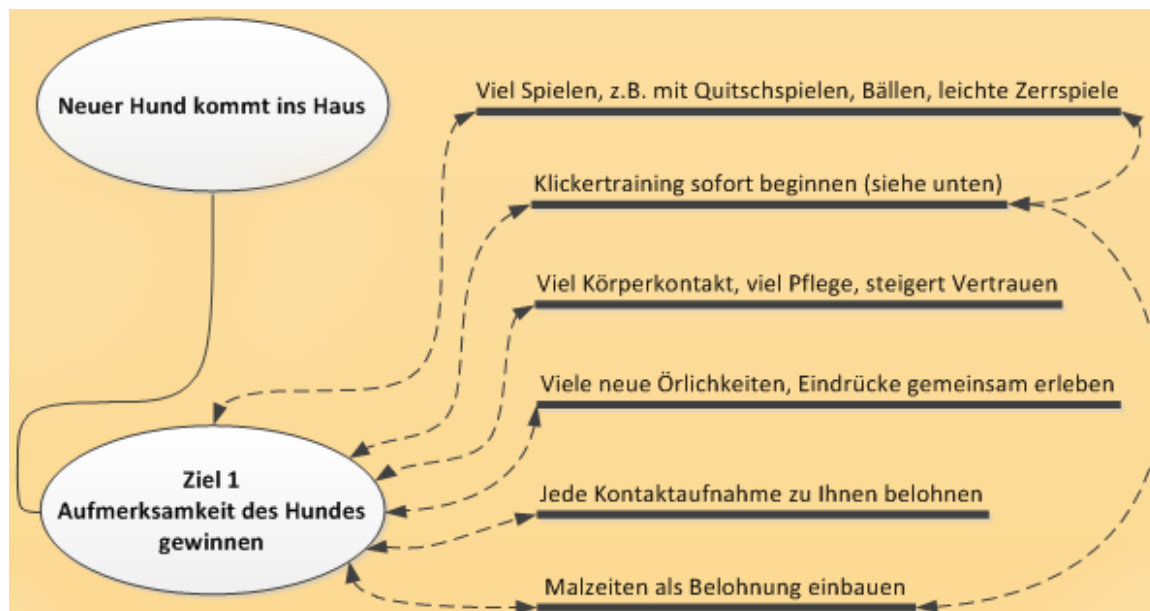 Neuer Hund kommt ins Haus
Viel Spielen, z.B. mit Quitschspielen, Bällen, leichte Zerrspiele
Klickertraining sofort beginnen (siehe unten)
Viel Körperkontakt, viel Pflege, steigert Vertrauen
Viele neue Örlichkeiten, Eindrücke gemeinsam erleben
Ziel 1
Aufmerksamkeit des Hundes
gewinnen
Jede Kontaktaufnahme zu Ihnen belohnen
Malzeiten als Belohnung einbauen